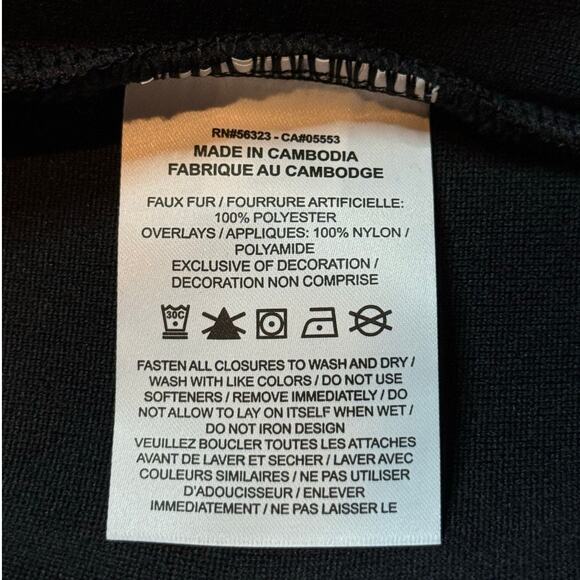 RN#56323 - CA#05553
MADE IN CAMBODIA
FABRIQUE AU CAMBODGE
FAUX FUR / FOURRURE ARTIFICIELLE:
100% POLYESTER
OVERLAYS / APPLIQUES: 100% NYLON /
POLYAMIDE
EXCLUSIVE OF DECORATION /
DECORATION NON COMPRISE
30C
FASTEN ALL CLOSURES TO WASH AND DRY /
WASH WITH LIKE COLORS / DO NOT USE
SOFTENERS / REMOVE IMMEDIATELY / DO
NOT ALLOW TO LAY ON ITSELF WHEN WET /
DO NOT IRON DESIGN
VEUILLEZ BOUCLER TOUTES LES ATTACHES
AVANT DE LAVER ET SECHER / LAVER AVEC
COULEURS SIMILAIRES / NE PAS UTILISER
D'ADOUCISSEUR / ENLEVER
IMMEDIATEMENT / NE PAS LAISSER LE